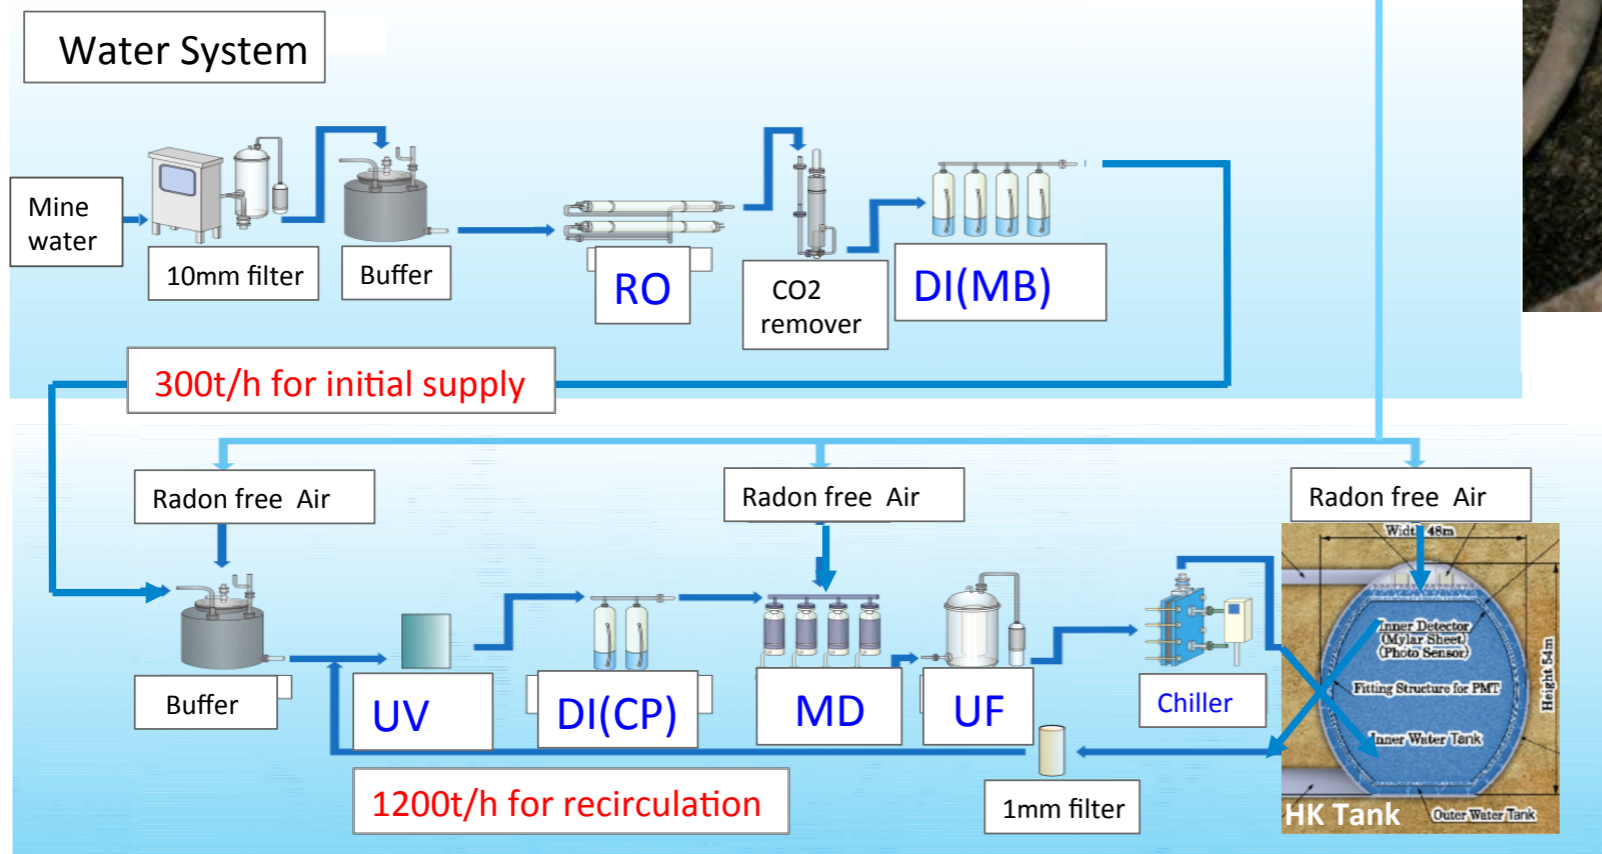 Water System
Mine
water
10mm filter
Buffer
RO
CO2
remover
DI(MB)
300t/h for initial supply
Radon free Air
Radon free Air
Radon free Air
Buffer
UV
DI(CP)
MD
UF
Chiller
Width 48m
Inner Detector
(Mylar Sheet)
(Photo Sensor)
Fitting Structure for PMT
Inner Water Tank
Height 54m
Outer Water Tank
HK Tank
1mm filter
1200t/h for recirculation